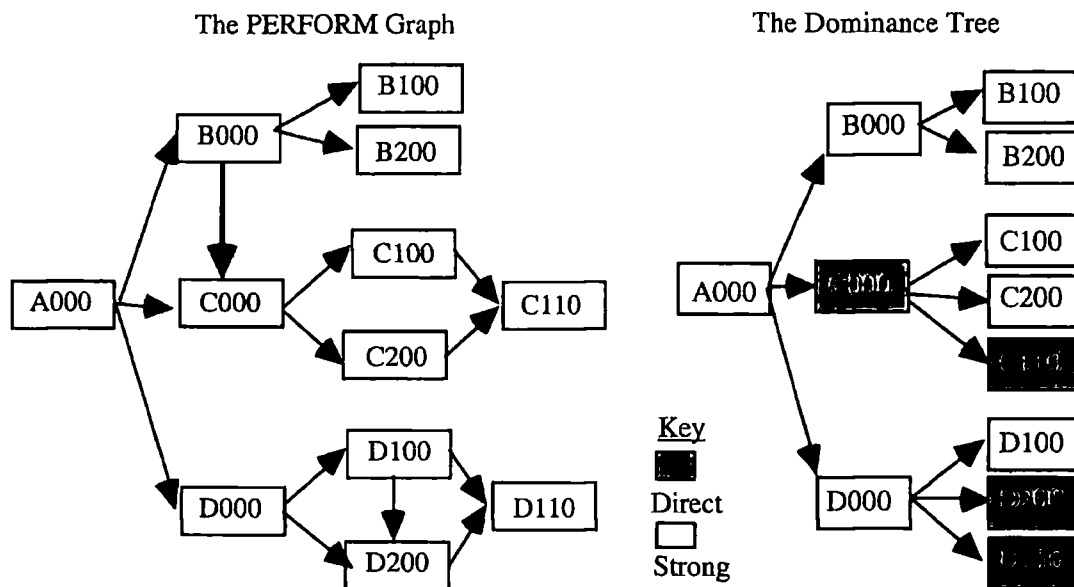 The PERFORM Graph
B100
B000
B200
C100
A000
C000
C110
C200
D100
D000
D110
D200
The Dominance Tree
B100
B000
B200
C100
A000
C200
Key
D100
Direct
D000
Strong